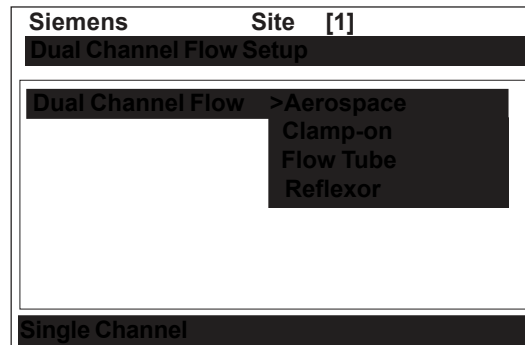 Siemens Site [1]
Dual Channel Flow Setup
Dual Channel Flow >Aerospace
Clamp-on
Flow Tube
Reflexor
Single Channel